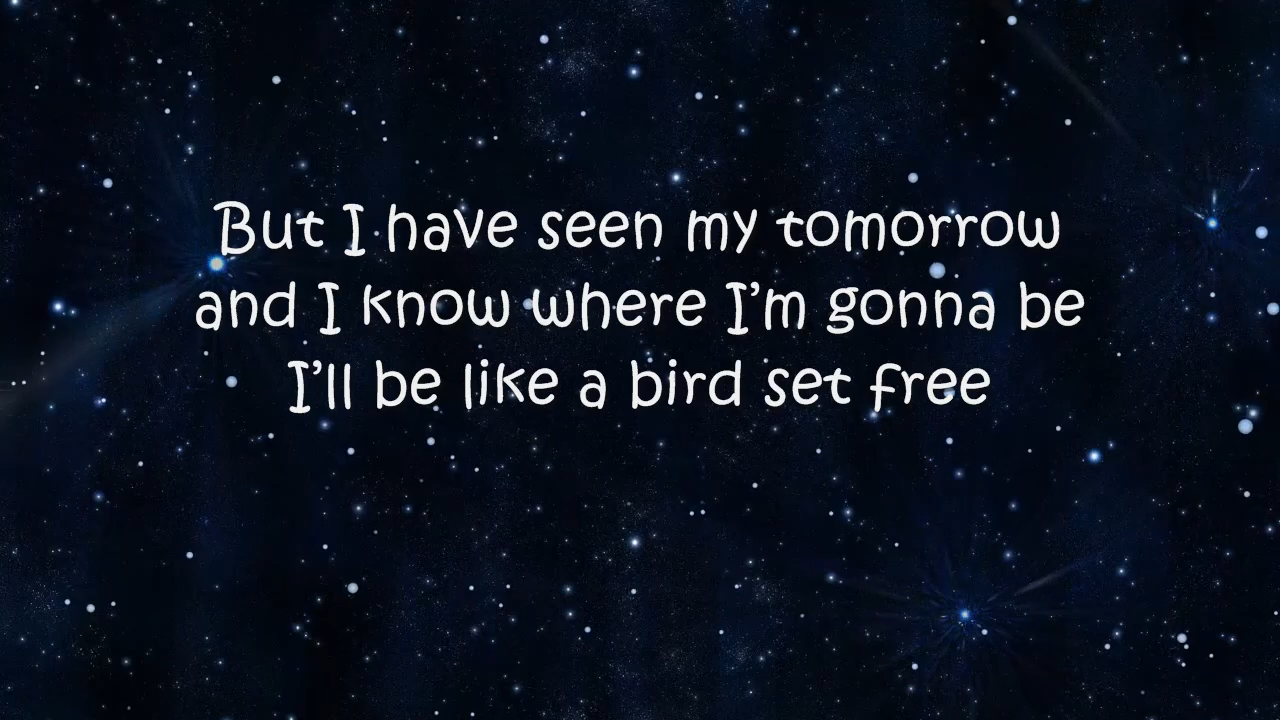 But I have seen my tomorrow
and I know where I’m gonna be
I’ll be like a bird set free